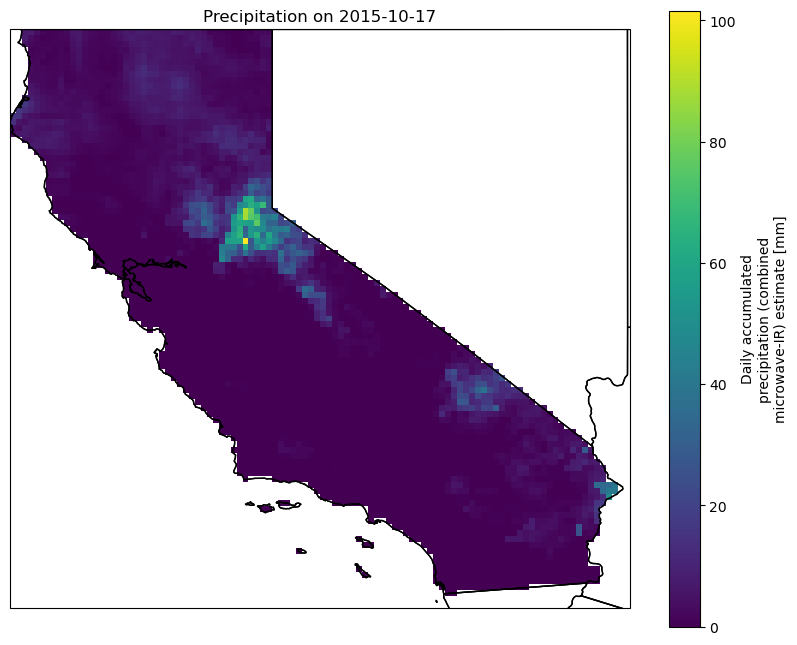 Precipitation on 2015-10-17
100
80
60
40
20
0
Daily accumulated
precipitation (combined
microwave-IR) estimate [mm]